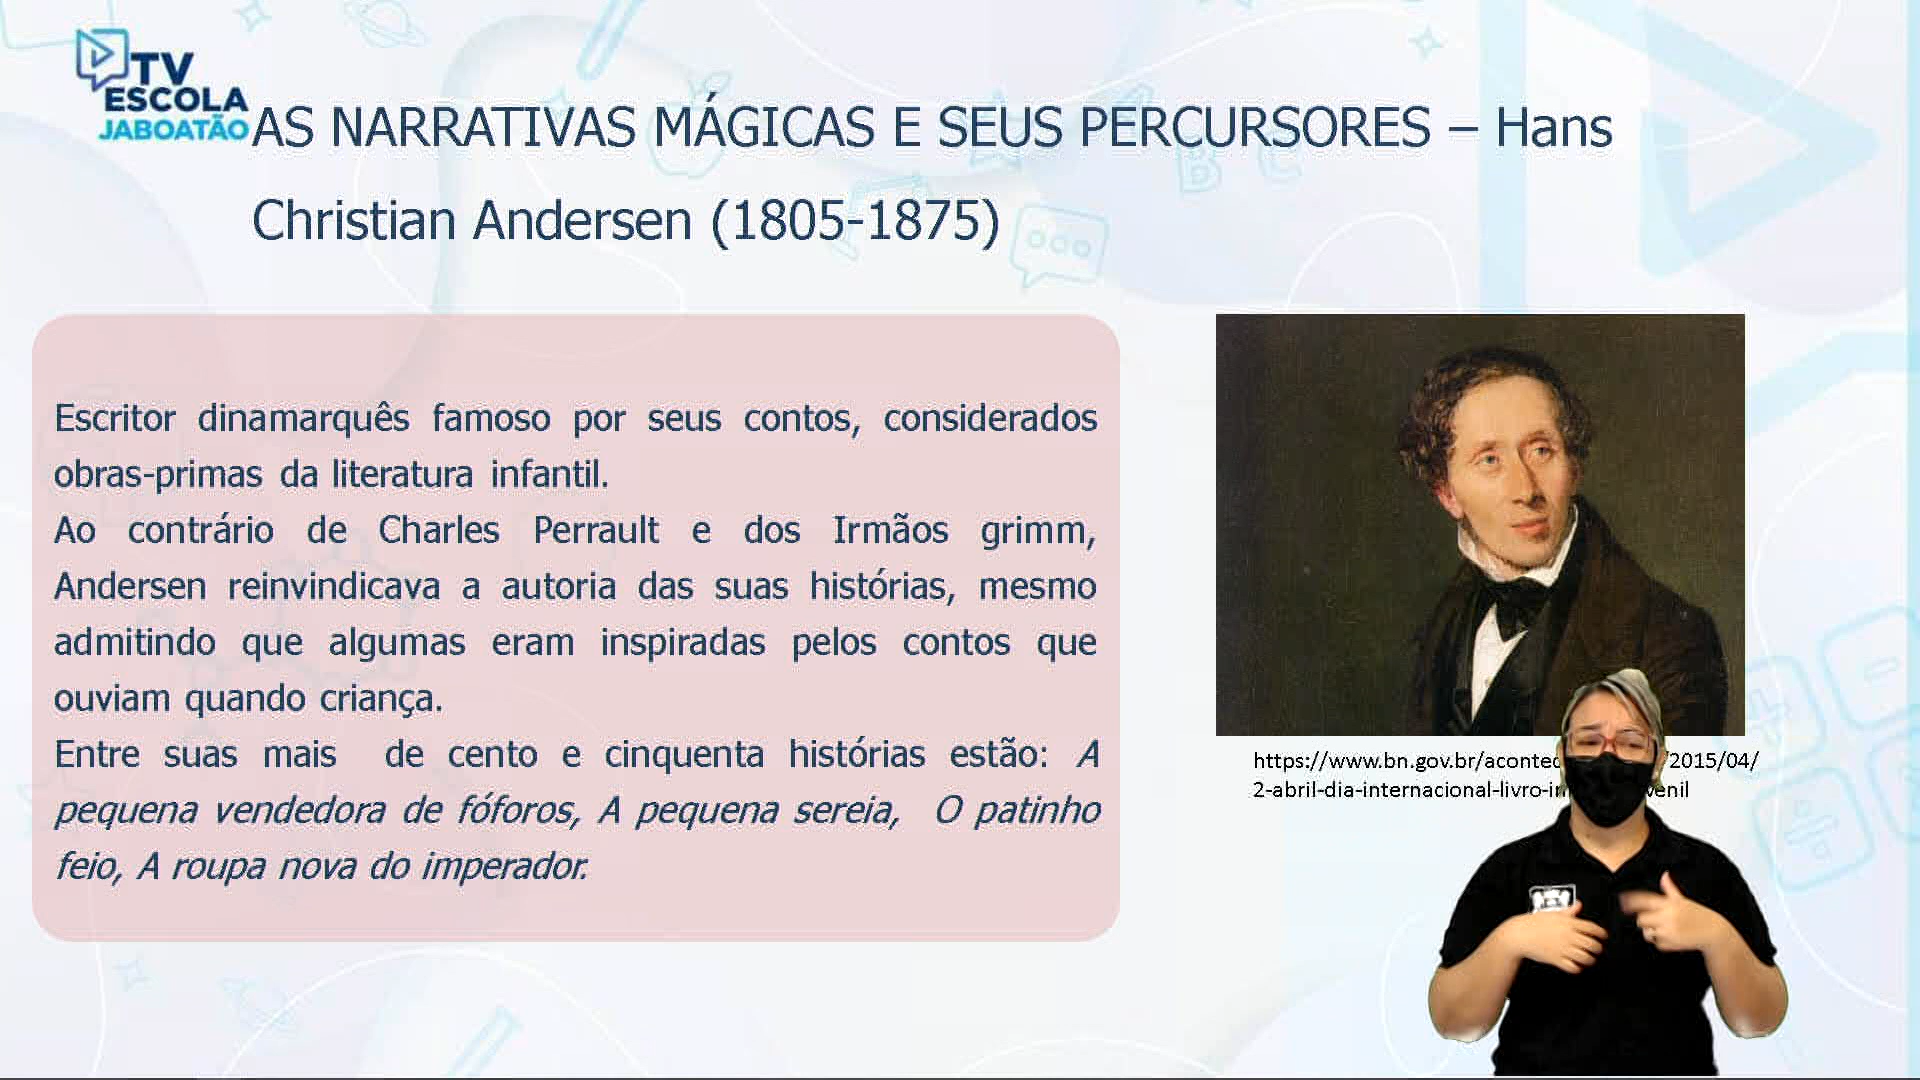 TV
ESCOLA
JABOATÃO
AS NARRATIVAS MÁGICAS E SEUS PERCURSORES – Hans
Christian Andersen (1805-1875)
Escritor dinamarquês famoso por seus contos, considerados
obras-primas da literatura infantil.
Ao contrário de Charles Perrault e dos Irmãos grimm,
Andersen reinvindicava a autoria das suas histórias, mesmo
admitindo que algumas eram inspiradas pelos contos que
ouviam quando criança.
Entre suas mais de cento e cinquenta histórias estão: A
pequena vendedora de fóforos, A pequena sereia, O patinho
feio, A roupa nova do imperador.
https://www.bn.gov.br/acontec /2015/04/
2-abril-dia-internacional-livro-in venil